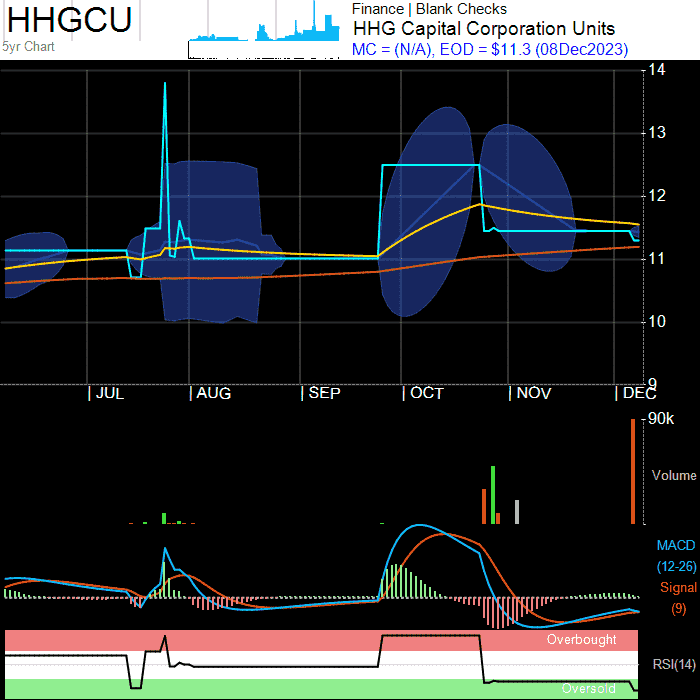 HHGCU
5yr Chart
Finance | Blank Checks
HHG Capital Corporation Units
MC = (N/A), EOD = $11.3 (08Dec2023)
14
13
12
11
10
9
JUL AUG SEP OCT NOV DEC
90k
Volume
MACD
(12-26)
Signal
(9)
Overbought
RSI(14)
Oversold